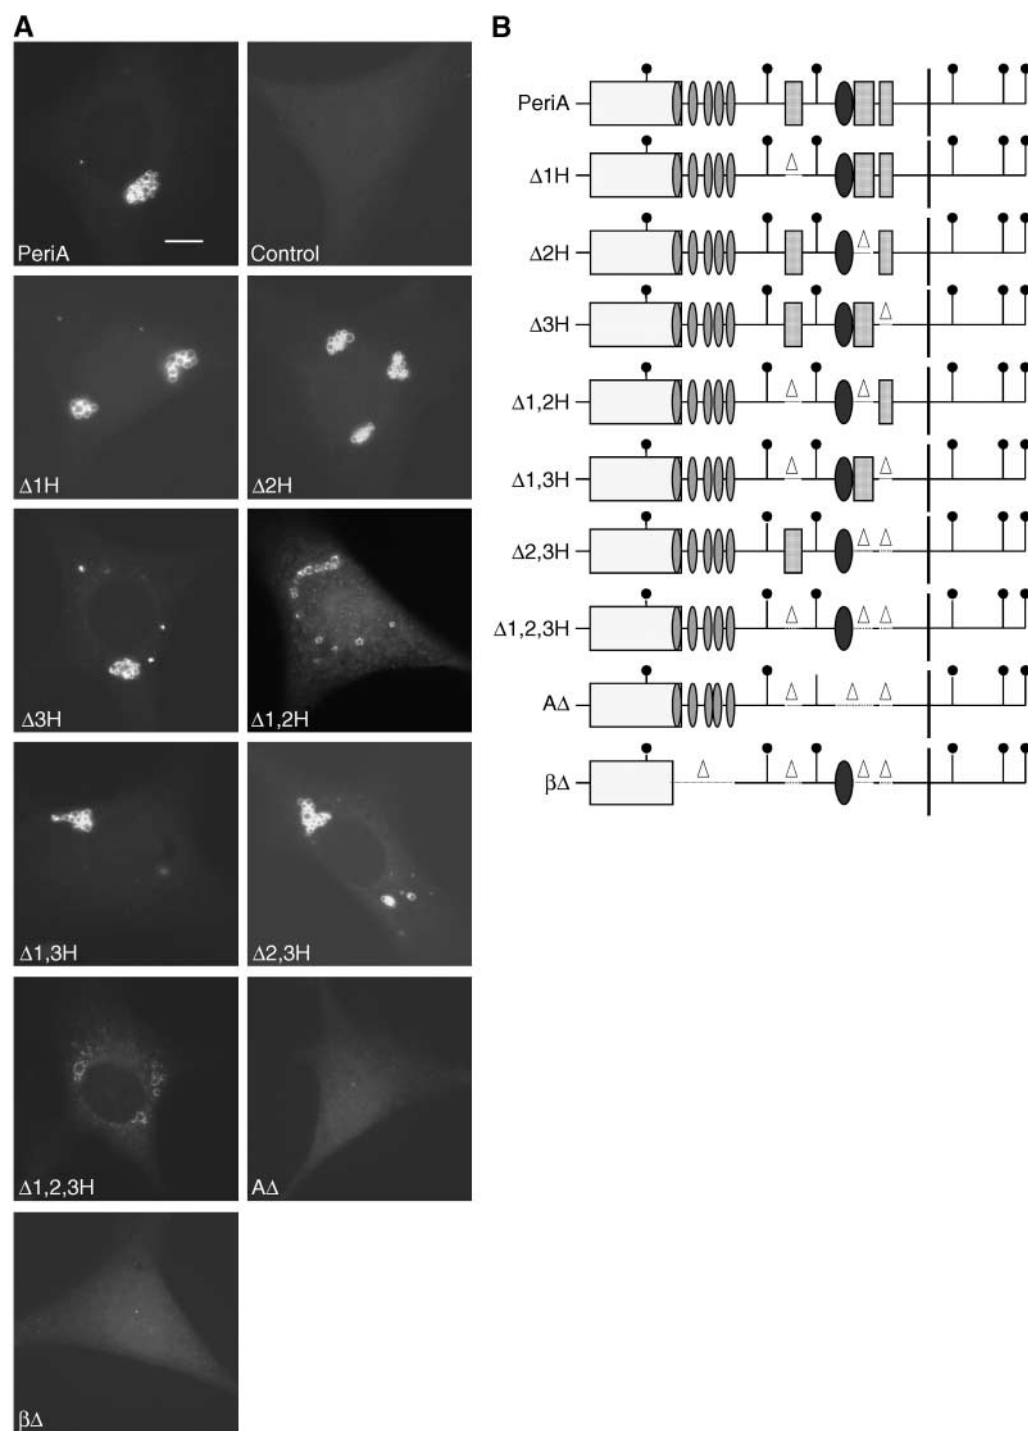 A
B
PeriA
Control
Δ1H
Δ2H
Δ3H
Δ1,2H
Δ1,3H
Δ2,3H
Δ1,2,3H
AΔ
βΔ
PeriA
Δ1H
Δ2H
Δ3H
Δ1,2H
Δ1,3H
Δ2,3H
Δ1,2,3H
AΔ
βΔ